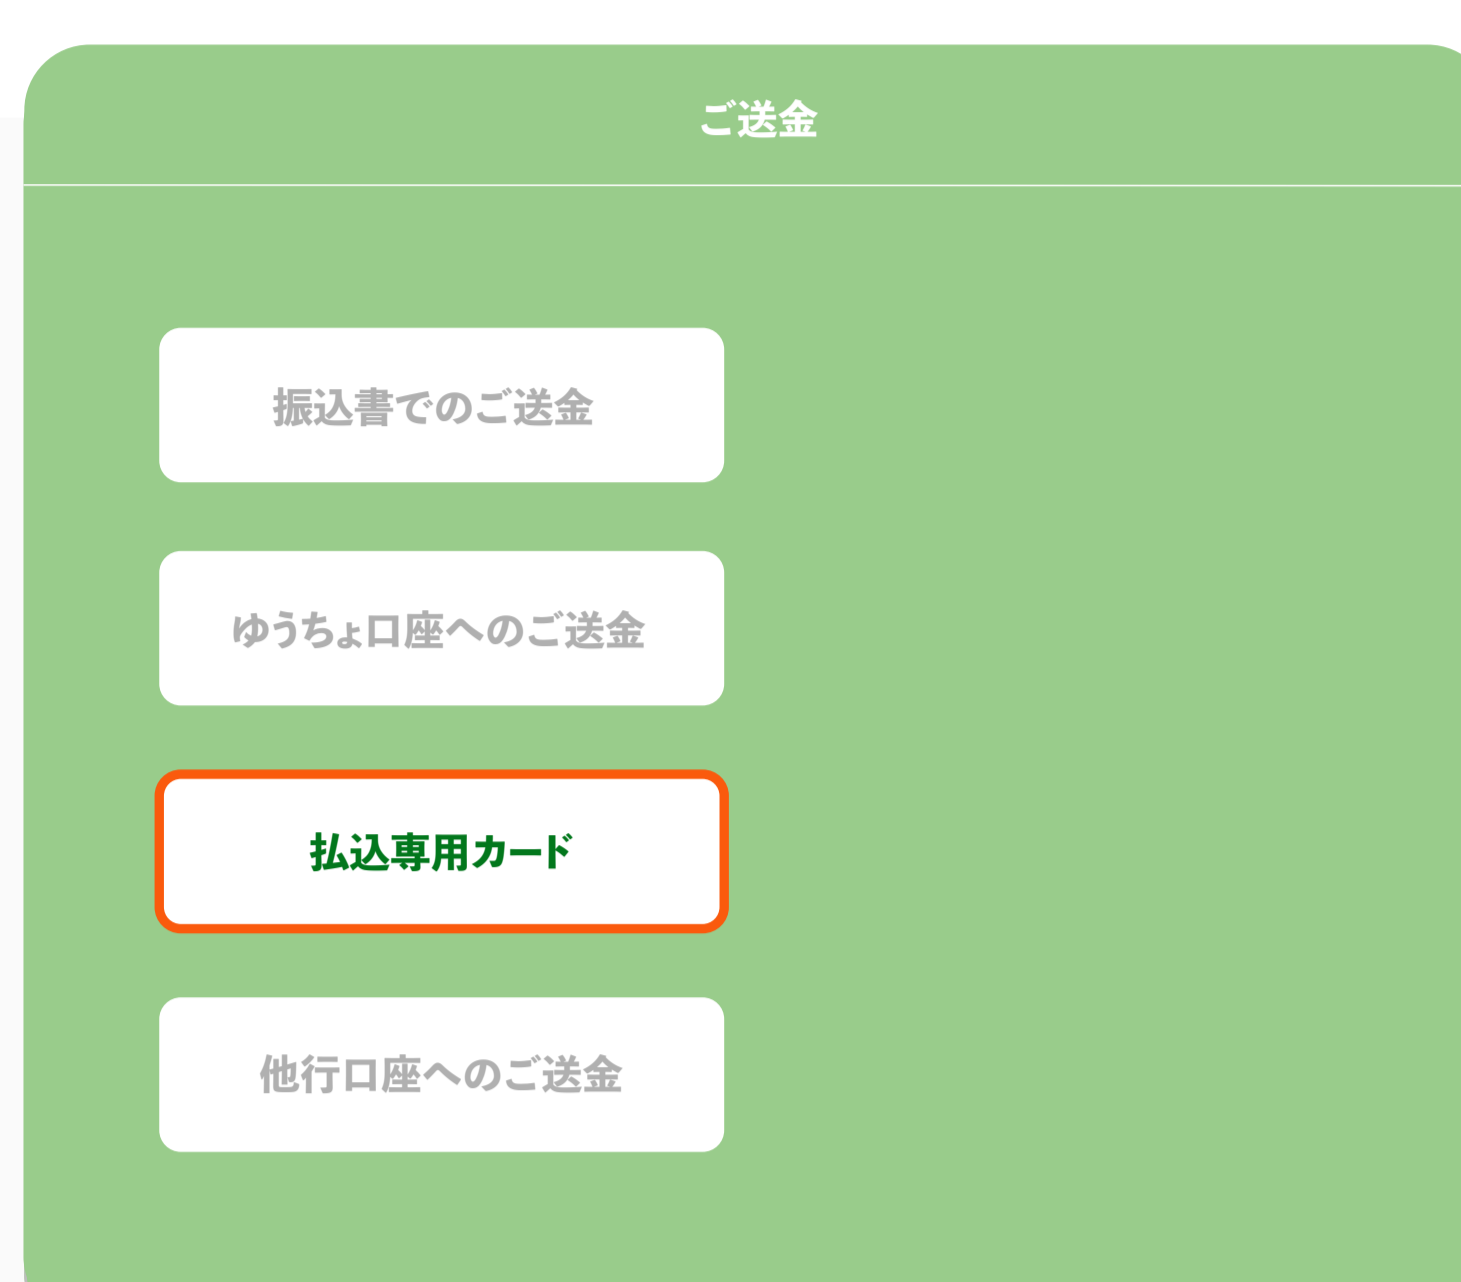 ご送金
振込書でのご送金
ゆうちょ口座へのご送金
払込専用カード
他行口座へのご送金